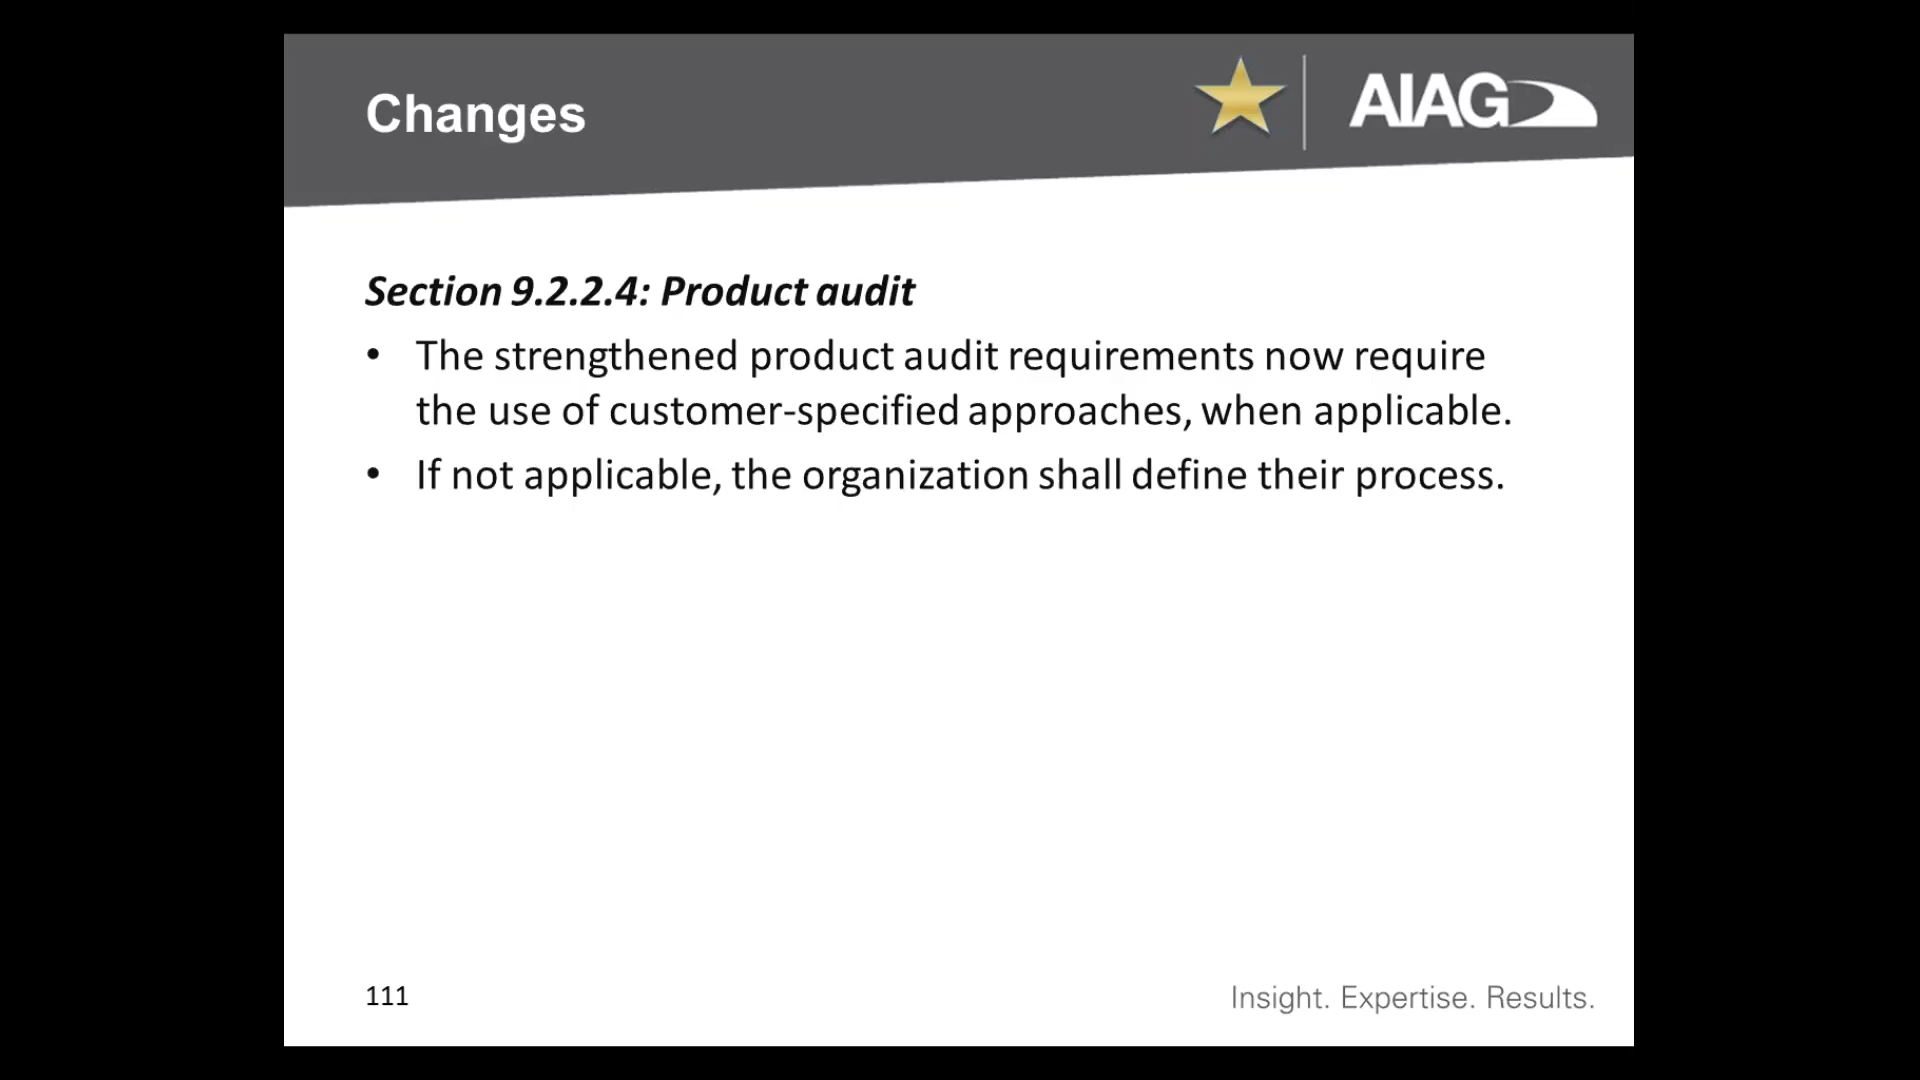 Changes
AIAG
Section 9.2.2.4: Product audit
• The strengthened product audit requirements now require
the use of customer-specified approaches, when applicable.
• If not applicable, the organization shall define their process.
111
Insight. Expertise. Results.